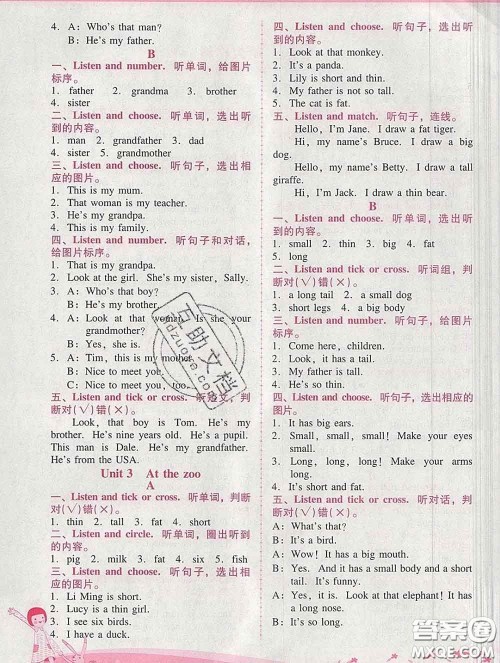 4. A: Who's that man?
B: He's my father.
B
一、Listen and number. 听单词，给图片
标序。
1. father 2. grandma 3. brother
4. sister
二、Listen and choose. 听单词，选出听
到的内容。
1. man 2. grandfather 3. dad
4. sister 5. grandmother
三、Listen and choose. 听句子，选出相
应的图片。
1. This is my mum.
2. That woman is my teacher.
3. He's my grandpa.
4. This is my family.
四、Listen and number. 听句子和对话，
给图片标序。
1. That is my grandpa.
2. Look at the girl. She's my sister, Sally.
3. A: Who's that boy?
B: He's my brother.
4. A: Look at that woman. Is she your
grandmother?
B: Yes, she is.
5. A: Tim, this is my mother.
B: Nice to meet you.
C: Nice to meet you, too.
五、Listen and tick or cross. 听短文，判
断对(√)错(×)。
Look, that boy is Tom. He's my
brother. He's nine years old. He's a pupil.
This man is Dale. He's my grandfather.
He's from the USA.
Unit 3 At the zoo
A
一、Listen and tick or cross. 听单词，判断
对(√)错(×)。
1. thin 2. tall 3. fat 4. short
二、Listen and circle. 听单词，圈出听到
的内容。
1. pig 2. milk 3. fat 4. six 5. fish
三、Listen and choose. 听句子，选出相应
的图片。
1. Li Ming is short.
2. Lucy is a thin girl.
3. I see six birds.
4. I have a duck.
四、Listen and choose. 听句子，选出听
到的内容。
1. Look at that monkey.
2. It's a panda.
3. Lily is short and thin.
4. My father is not so tall.
5. The cat is fat.
五、Listen and match. 听句子，连线。
Hello, I'm Jane. I draw a fat tiger.
Hi, my name's Bruce. I draw a big
dog.
Hello, my name's Betty. I draw a tall
giraffe.
Hi, I'm Jack. I draw a thin bear.
B
一、Listen and choose. 听单词，选出听
到的内容。
1. small 2. thin 3. big 4. fat
5. long
二、Listen and tick or cross. 听词组，判
断对(√)错(×)。
1. a long tail 2. a small dog
3. short legs 4. a big body
三、Listen and number. 听句子，给图片
标序。
1. Come here, children.
2. Look, it has a tail.
3. My father is tall.
4. He's so thin.
四、Listen and choose. 听句子，选出相应的
图片。
1. It has big ears.
2. Small, small, small! Make your eyes
small.
3. Long, long, long! Make your arms
long.
4. It's short and fat.
五、Listen and tick or cross. 听对话，判
断对(√)错(×)。
A: What's that?
B: It's a bird.
A: Wow! It has a big mouth.
B: Yes. And it has a small body and a short
tail. It's funny.
A: Yes, it is. Look at that elephant! It has
a long nose.
B: It has a short tail.
互助文档
答案圈
MXQE.COM